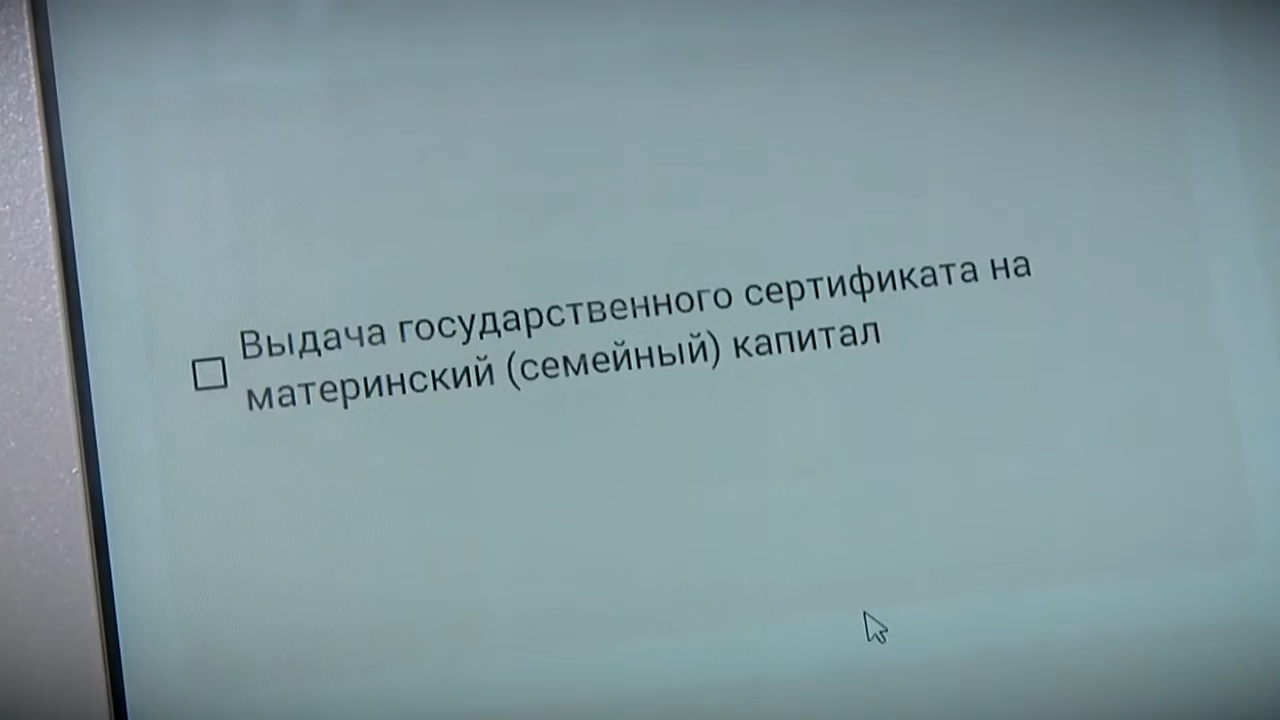 Выдача государственного сертификата на
материнский (семейный) капитал